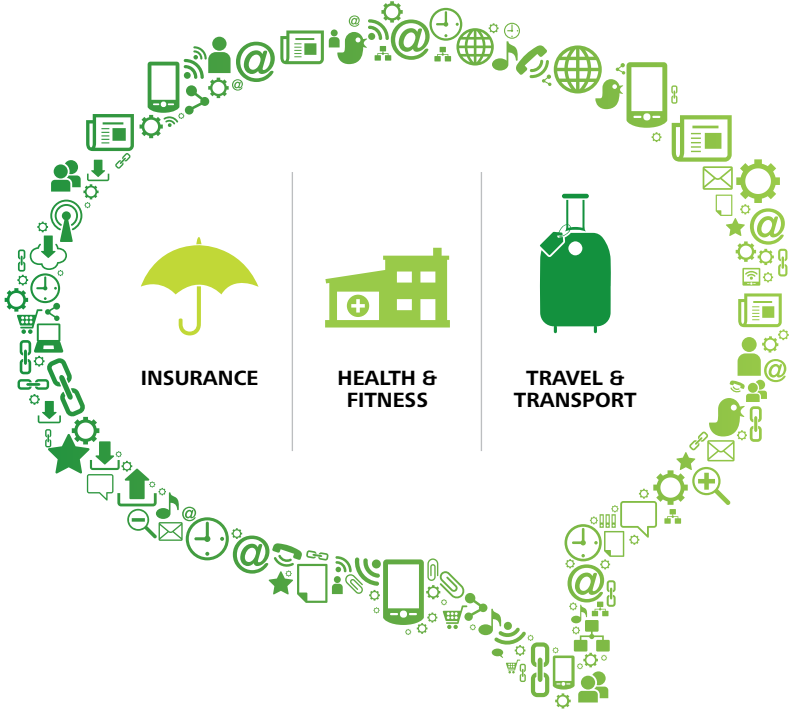 INSURANCE
HEALTH &
FITNESS
TRAVEL &
TRANSPORT